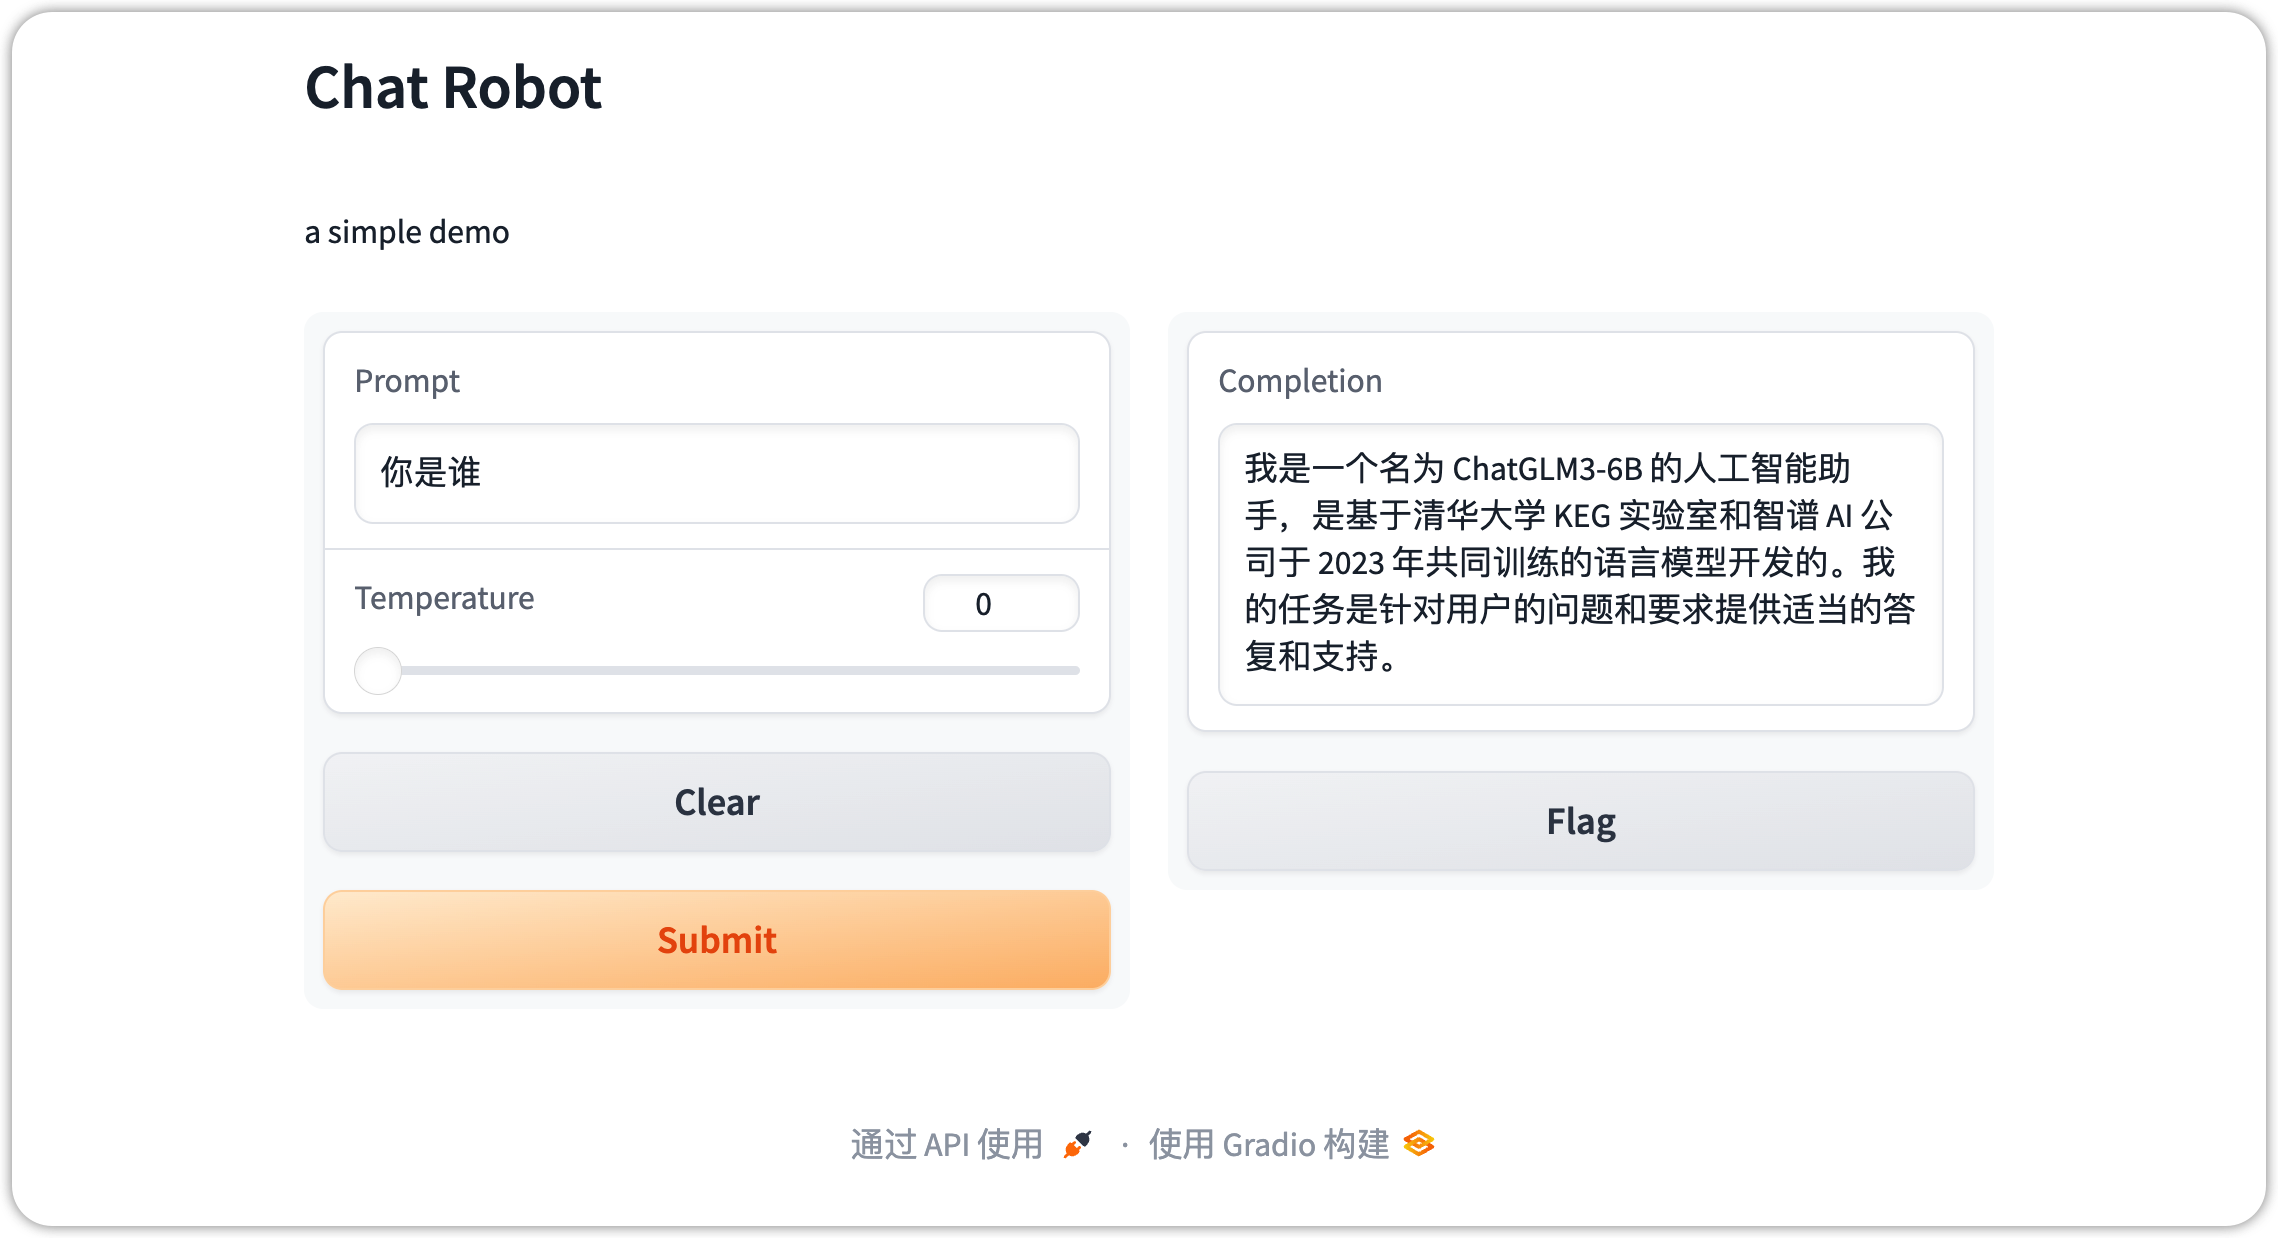 Chat Robot
a simple demo
Prompt
你是谁
Temperature
0
Clear
Submit
Completion
我是一个名为 ChatGLM3-6B 的人工智能助
手，是基于清华大学 KEG 实验室和智谱 AI 公
司于 2023 年共同训练的语言模型开发的。我
的任务是针对用户的问题和要求提供适当的答
复和支持。
Flag
通过 API 使用 · 使用 Gradio 构建